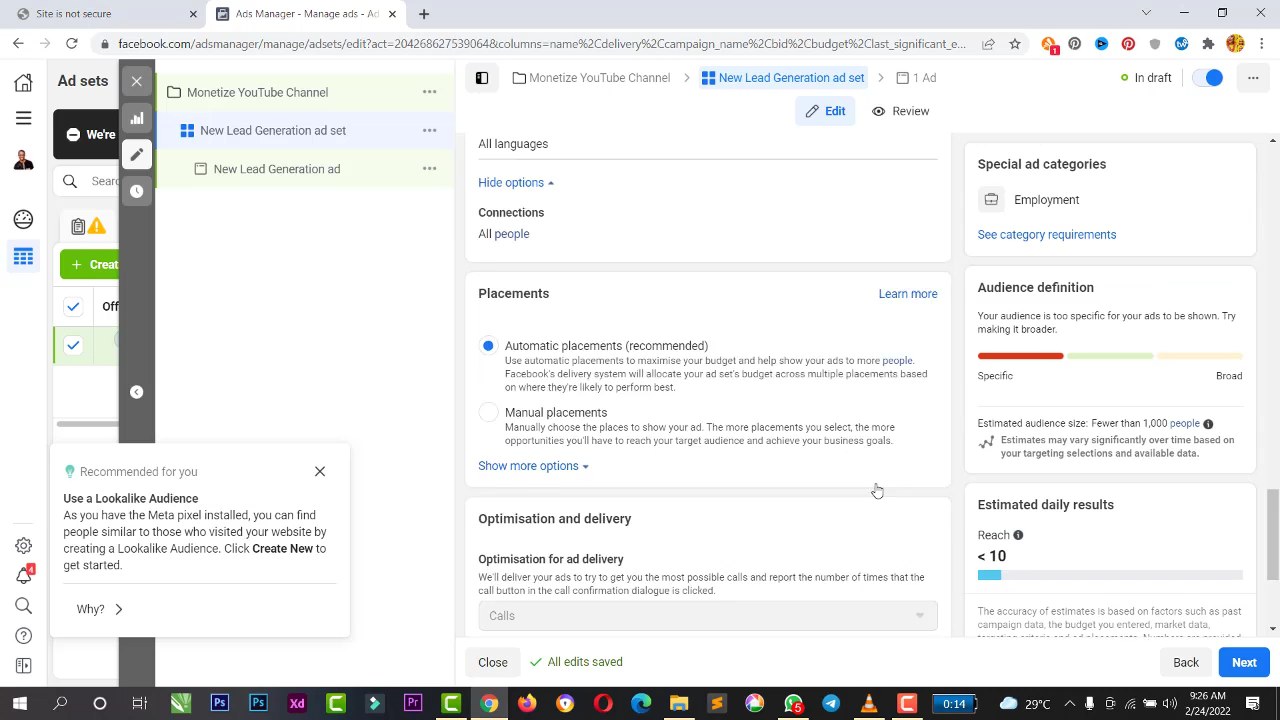 Site is not secure
Ads Manager - Manage ads - Ad
facebook.com/adsmanager/manage/adsets/edit?act=204286627539064&column
Ad sets
We're
Sear
Creat
Off
Monetize YouTube Channel
New Lead Generation ad set
New Lead Generation ad
Recommended for you
Use a Lookalike Audience
As you have the Meta pixel installed, you can find
people similar to those who visited your website by
creating a Lookalike Audience. Click Create New to
get started.
Why?
Monetize YouTube Channel
New Lead Generation ad set
1 Ad
In draft
Edit
Review
All languages
Hide options
Connections
All people
Placements
Learn more
Automatic placements (recommended)
Use automatic placements to maximise your budget and help show your ads to more people.
Facebook's delivery system will allocate your ad set's budget across multiple placements based
on where they're likely to perform best.
Manual placements
Manually choose the places to show your ad. The more placements you select, the more
opportunities you'll have to reach your target audience and achieve your business goals.
Show more options
Optimisation and delivery
Optimisation for ad delivery
We'll deliver your ads to try to get you the most possible calls and report the number of times that the
call button in the call confirmation dialogue is clicked.
Calls
Special ad categories
Employment
See category requirements
Audience definition
Your audience is too specific for your ads to be shown. Try
making it broader.
Specific
Broad
Estimated audience size: Fewer than 1,000 people
Estimates may vary significantly over time based on
your targeting selections and available data.
Estimated daily results
Reach
< 10
The accuracy of estimates is based on factors such as past
campaign data, the budget you entered, market data,
Close
All edits saved
Back
Next
0:14
29°C
9:26 AM
2/24/2022